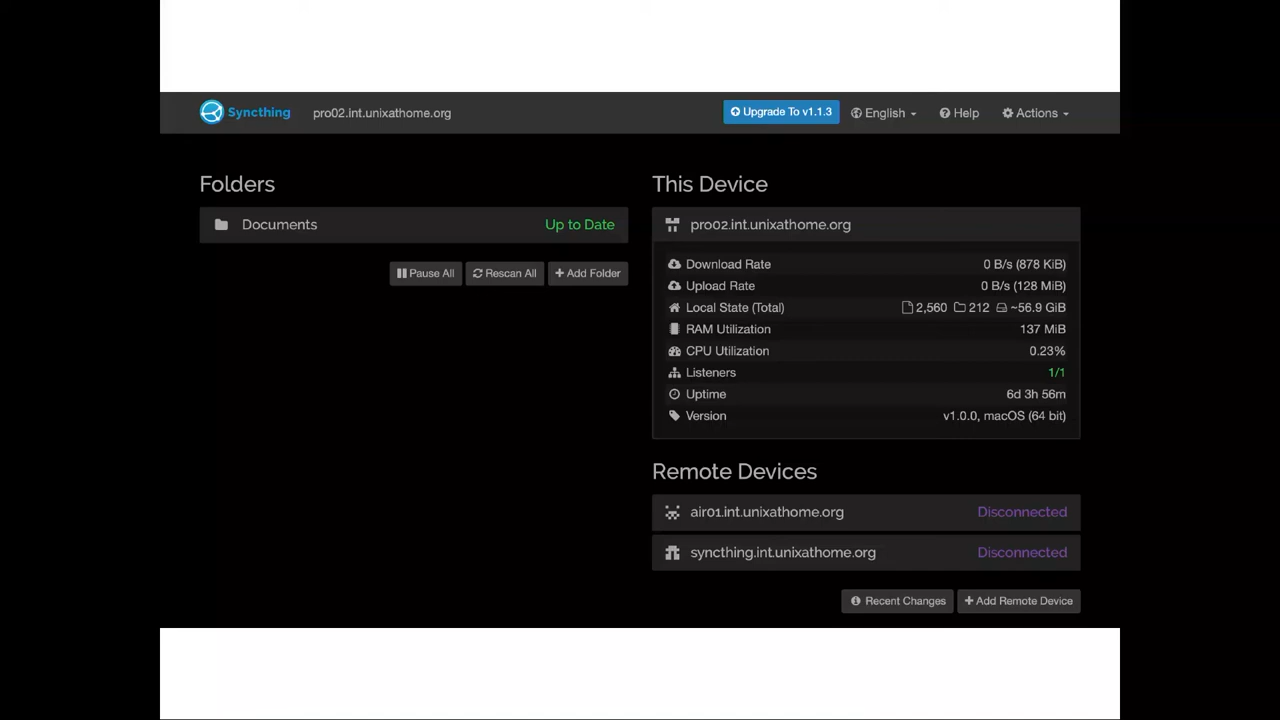 Syncthing pro02.int.unixathome.org Upgrade To v1.1.3 English Help Actions
Folders
Documents Up to Date
Pause All Rescan All Add Folder
This Device
pro02.int.unixathome.org
Download Rate 0 B/s (878 KiB)
Upload Rate 0 B/s (128 MiB)
Local State (Total) 2,560 212 ~56.9 GiB
RAM Utilization 137 MiB
CPU Utilization 0.23%
Listeners 1/1
Uptime 6d 3h 56m
Version v1.0.0, macOS (64 bit)
Remote Devices
air01.int.unixathome.org Disconnected
syncthing.int.unixathome.org Disconnected
Recent Changes Add Remote Device